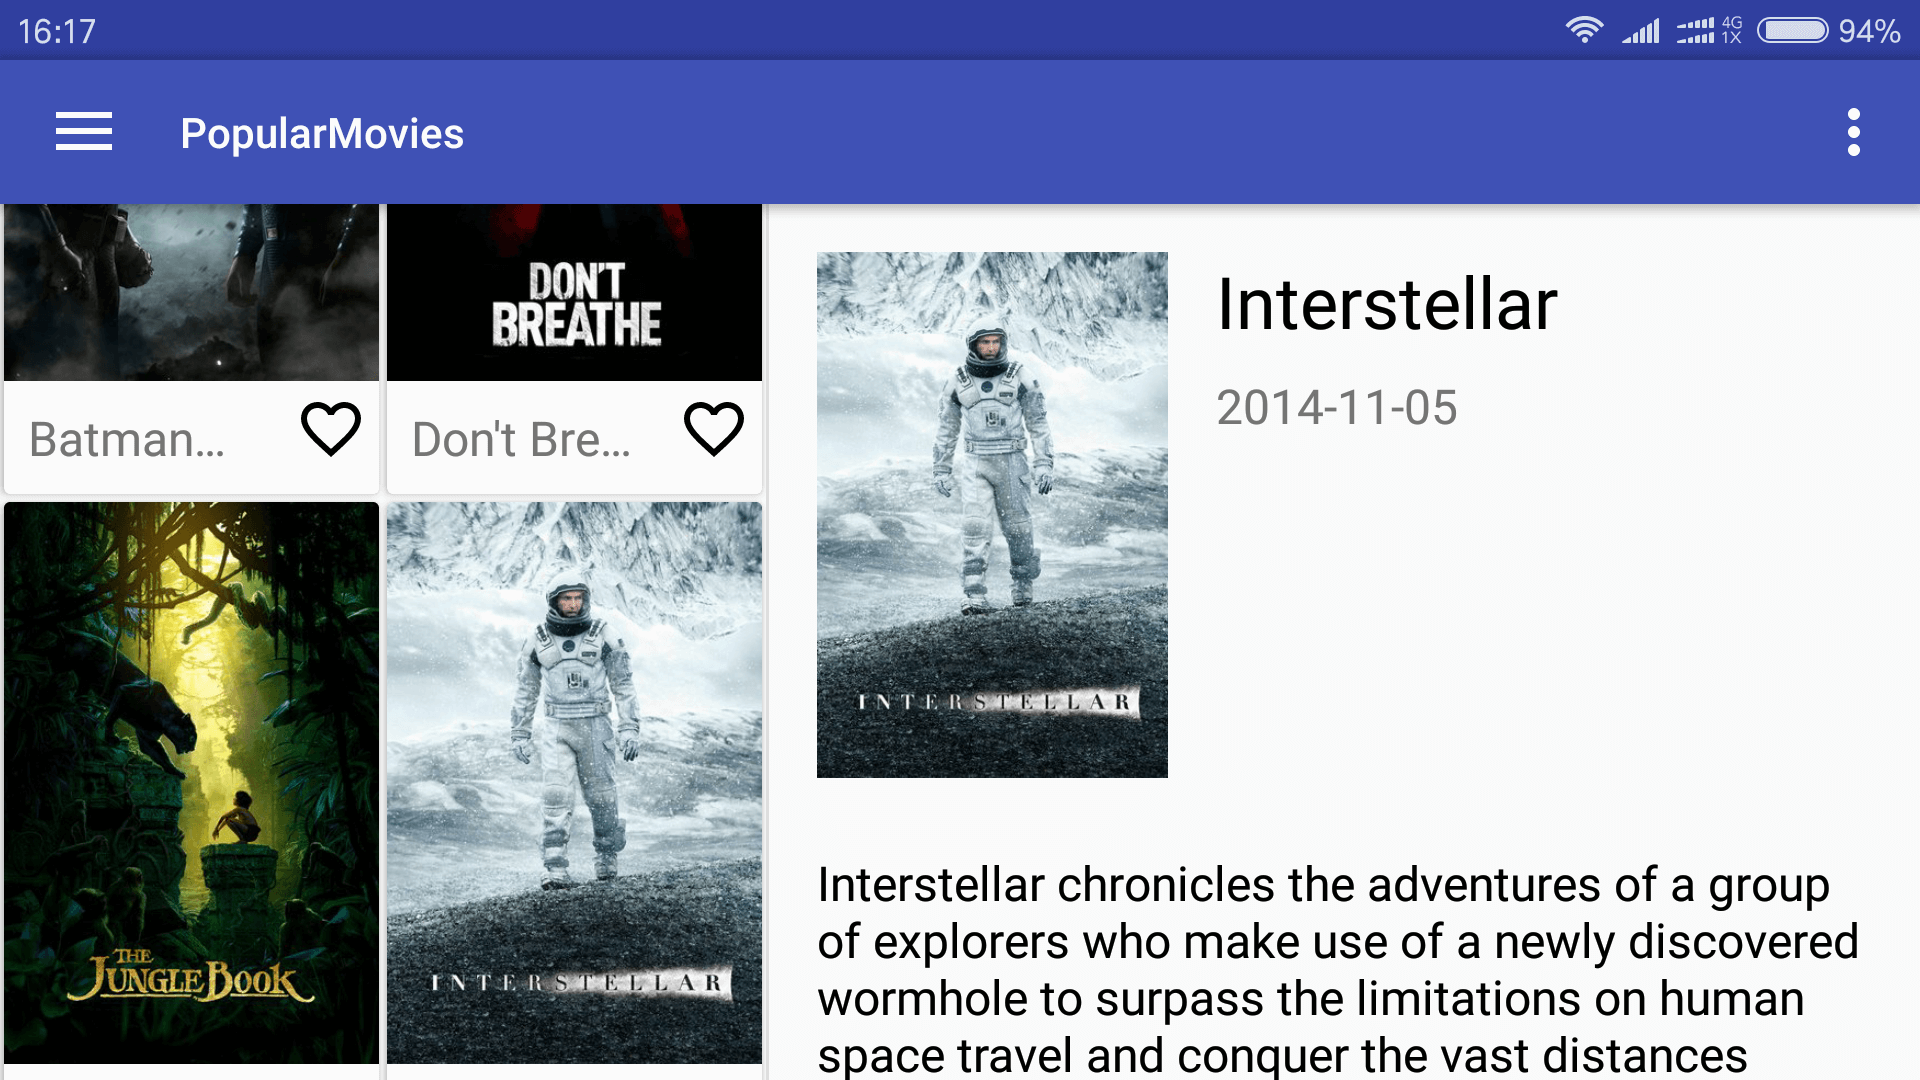 16:17
4G
1X
94%
PopularMovies
DON'T
BREATHE
Batman...
Don't Bre...
THE
JUNGLE BOOK
INTERSTELLAR
INTERSTELLAR
Interstellar
2014-11-05
Interstellar chronicles the adventures of a group
of explorers who make use of a newly discovered
wormhole to surpass the limitations on human
space travel and conquer the vast distances